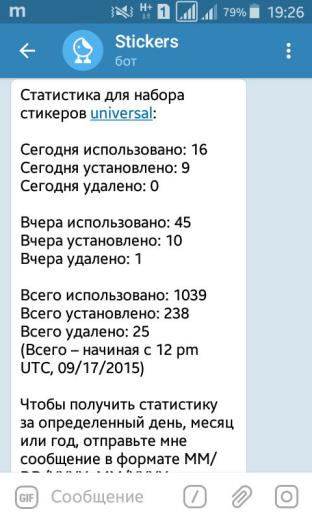 m H+ 1 79% 19:26
Stickers
бот
Статистика для набора
стикеров universal:
Сегодня использовано: 16
Сегодня установлено: 9
Сегодня удалено: 0
Вчера использовано: 45
Вчера установлено: 10
Вчера удалено: 1
Всего использовано: 1039
Всего установлено: 238
Всего удалено: 25
(Всего – начиная с 12 pm
UTC, 09/17/2015)
Чтобы получить статистику
за определенный день, месяц
или год, отправьте мне
сообщение в формате MM/
GIF Сообщение /